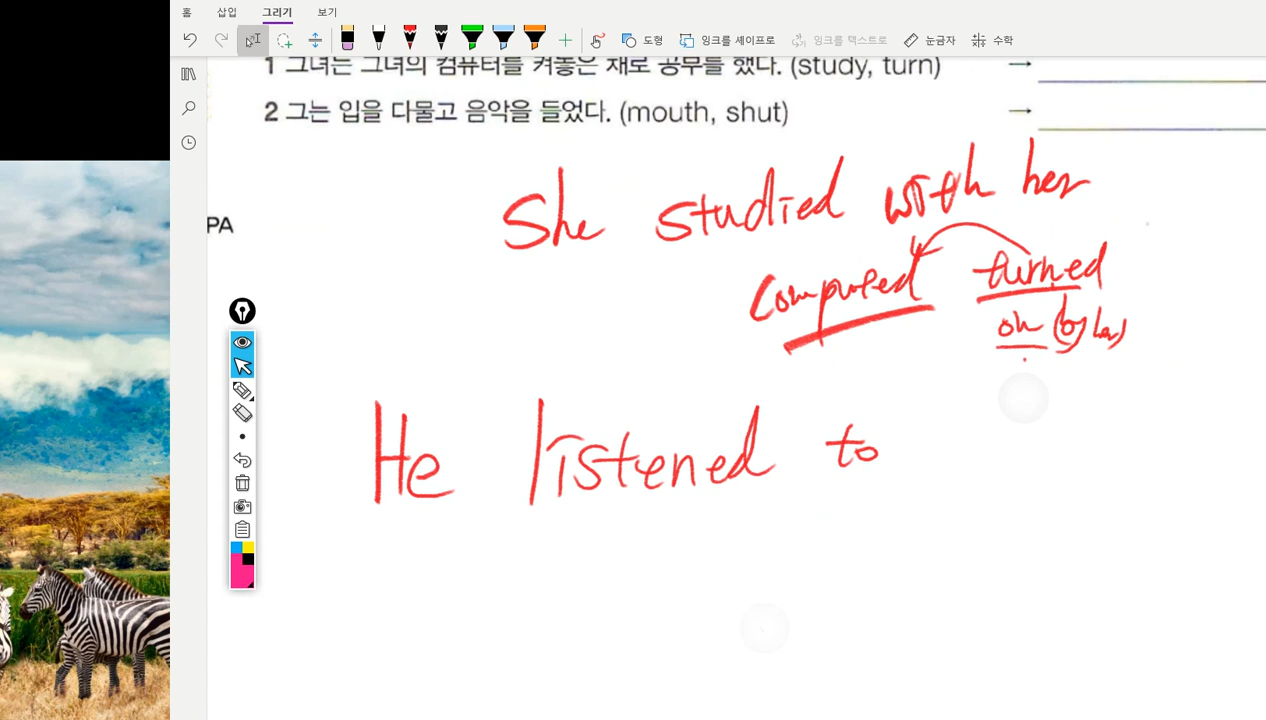 홈 삽입 그리기 보기
도형 잉크를 셰이프로 잉크를 텍스트로 눈금자 수학
1 그녀는 그녀의 컴퓨터를 켜놓은 채로 공부를 했다. (study, turn) →
2 그는 입을 다물고 음악을 들었다. (mouth, shut) →
She studied with her
PA
computed turned
on (by her)
He listened to